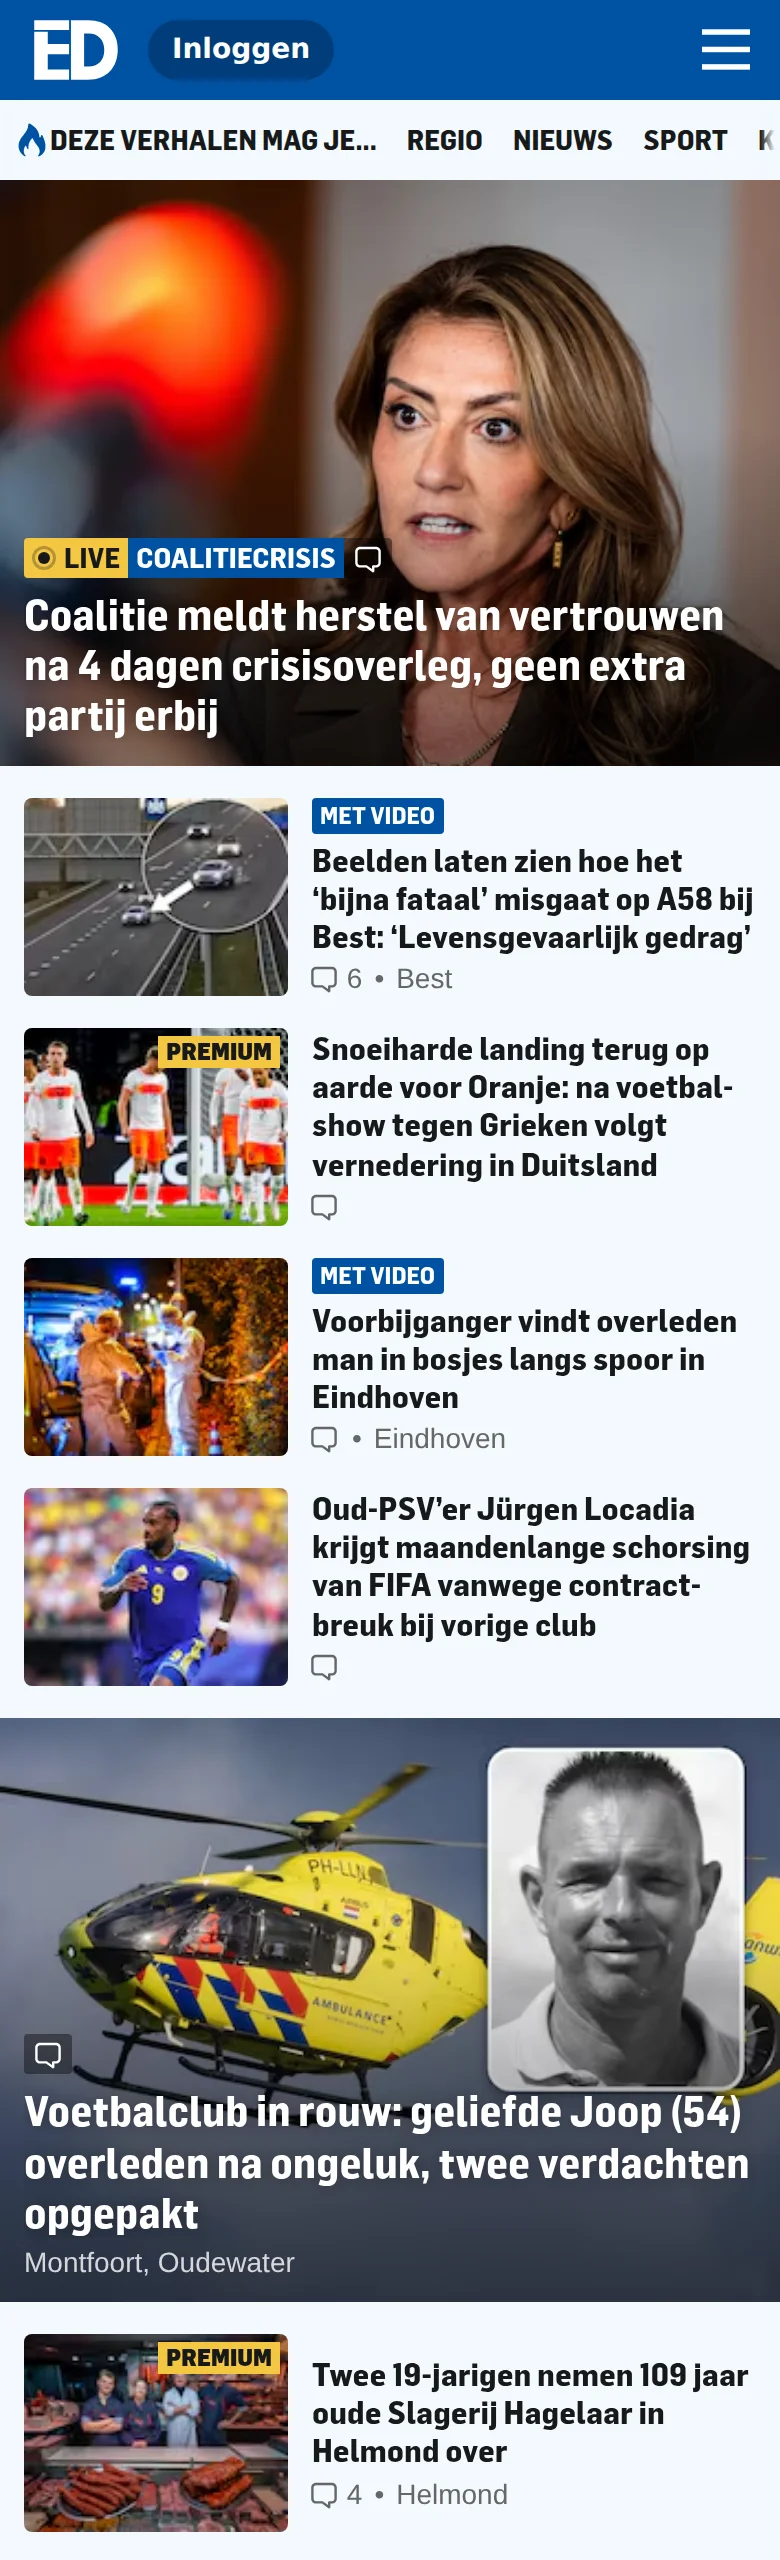 ED
Inloggen
DEZE VERHALEN MAG JE... REGIO NIEUWS SPORT
LIVE COALITIECRISIS
Coalitie meldt herstel van vertrouwen
na 4 dagen crisisoverleg, geen extra
partij erbij
MET VIDEO
Beelden laten zien hoe het
‘bijna fataal’ misgaat op A58 bij
Best: ‘Levensgevaarlijk gedrag’
6 • Best
PREMIUM
Snoeiharde landing terug op
aarde voor Oranje: na voetbal-
show tegen Grieken volgt
vernedering in Duitsland
MET VIDEO
Voorbijganger vindt overleden
man in bosjes langs spoor in
Eindhoven
• Eindhoven
9
Oud-PSV’er Jürgen Locadia
krijgt maandenlange schorsing
van FIFA vanwege contract-
breuk bij vorige club
PH-LLN
AMBULANCE
Voetbalclub in rouw: geliefde Joop (54)
overleden na ongeluk, twee verdachten
opgepakt
Montfoort, Oudewater
PREMIUM
Twee 19-jarigen nemen 109 jaar
oude Slagerij Hagelaar in
Helmond over
4 • Helmond